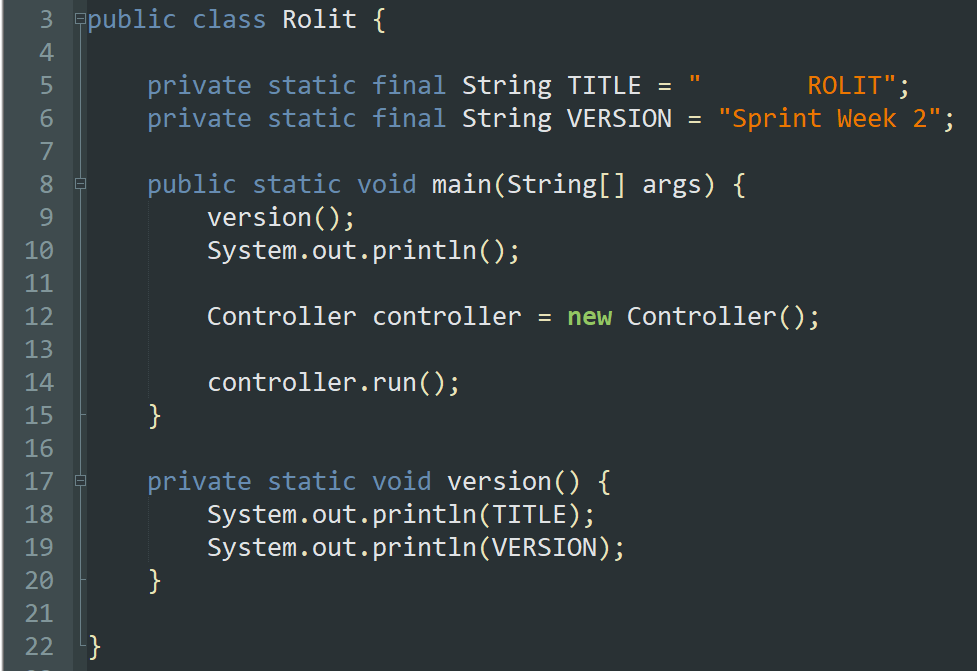 3 public class Rolit {
4
5     private static final String TITLE = "       ROLIT";
6     private static final String VERSION = "Sprint Week 2";
7
8     public static void main(String[] args) {
9         version();
10         System.out.println();
11
12         Controller controller = new Controller();
13
14         controller.run();
15     }
16
17     private static void version() {
18         System.out.println(TITLE);
19         System.out.println(VERSION);
20     }
21
22 }